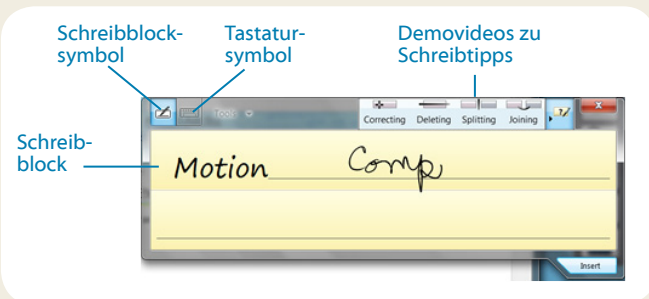 Schreibblock-
symbol
Tastatur-
symbol
Demovideos zu
Schreibtipps
Schreib-
block
Tools
Correcting Deleting Splitting Joining
Motion Comp
Insert